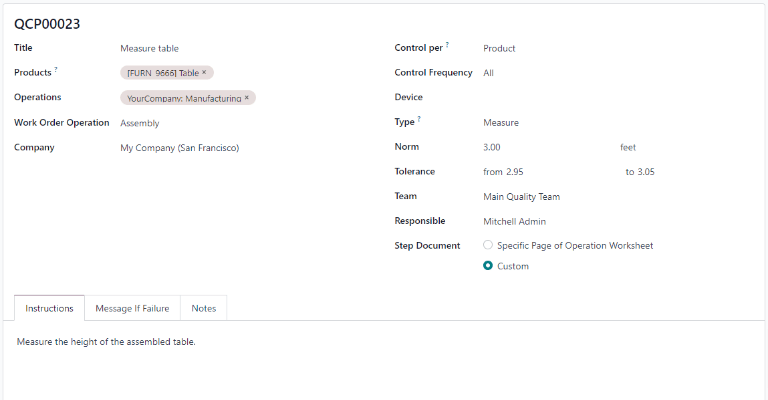 QCP00023
Title Measure table
Products ? [FURN_9666] Table ×
Operations YourCompany: Manufacturing ×
Work Order Operation Assembly
Company My Company (San Francisco)
Control per ? Product
Control Frequency All
Device
Type ? Measure
Norm 3.00 feet
Tolerance from 2.95 to 3.05
Team Main Quality Team
Responsible Mitchell Admin
Step Document Specific Page of Operation Worksheet
Custom
Instructions Message If Failure Notes
Measure the height of the assembled table.